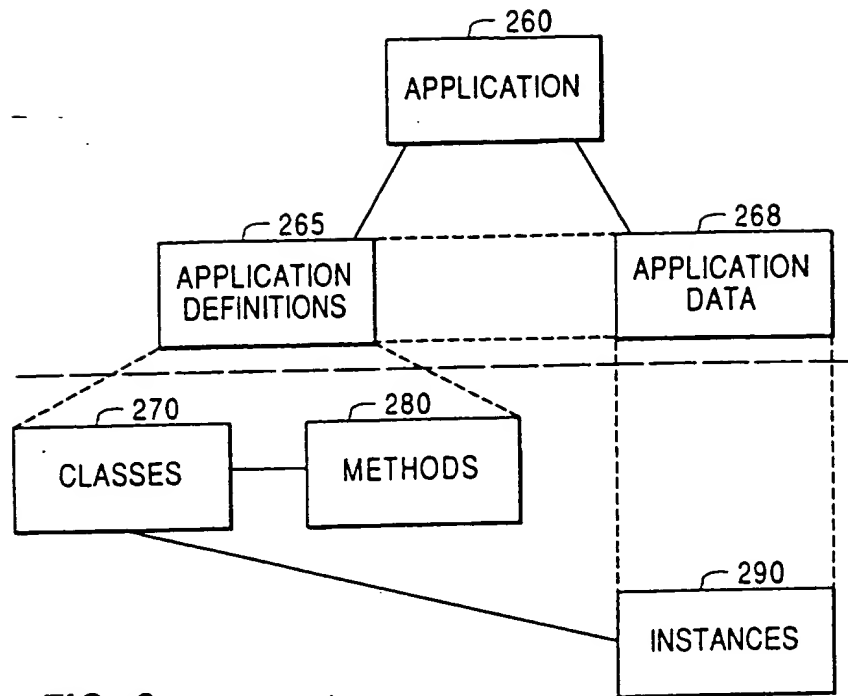 260
APPLICATION
265
APPLICATION
DEFINITIONS
268
APPLICATION
DATA
270
CLASSES
280
METHODS
290
INSTANCES